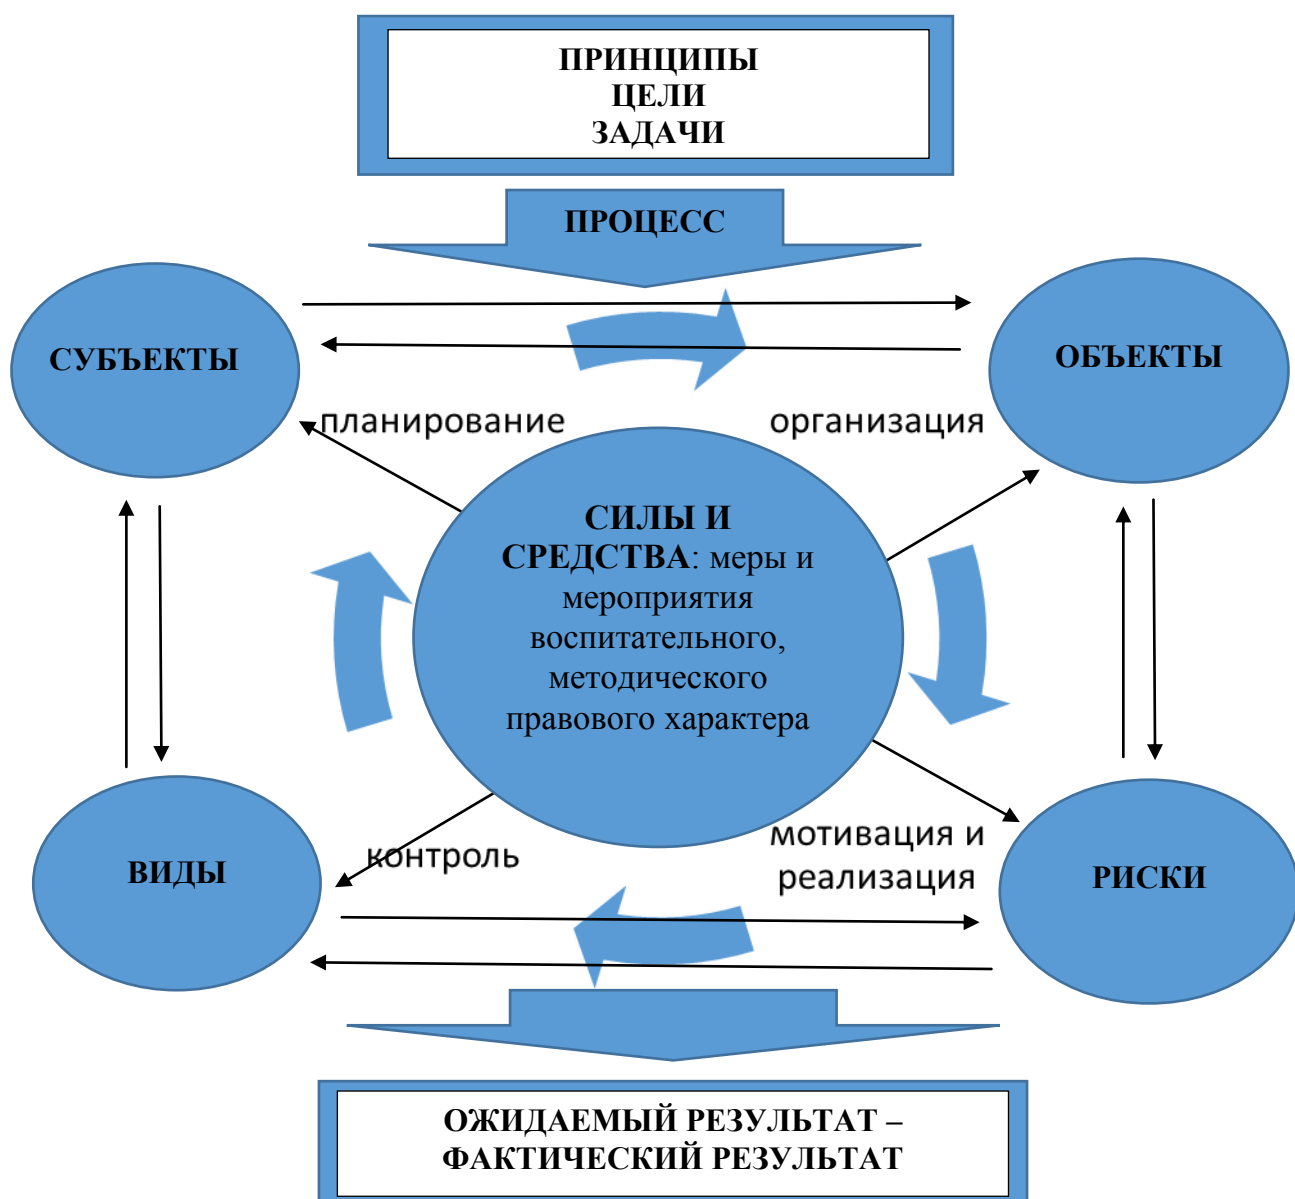 ПРИНЦИПЫ
ЦЕЛИ
ЗАДАЧИ
ПРОЦЕСС
СУБЪЕКТЫ
ОБЪЕКТЫ
планирование
организация
СИЛЫ И
СРЕДСТВА: меры и
мероприятия
воспитательного,
методического
правового характера
ВИДЫ
контроль
мотивация и
реализация
РИСКИ
ОЖИДАЕМЫЙ РЕЗУЛЬТАТ –
ФАКТИЧЕСКИЙ РЕЗУЛЬТАТ